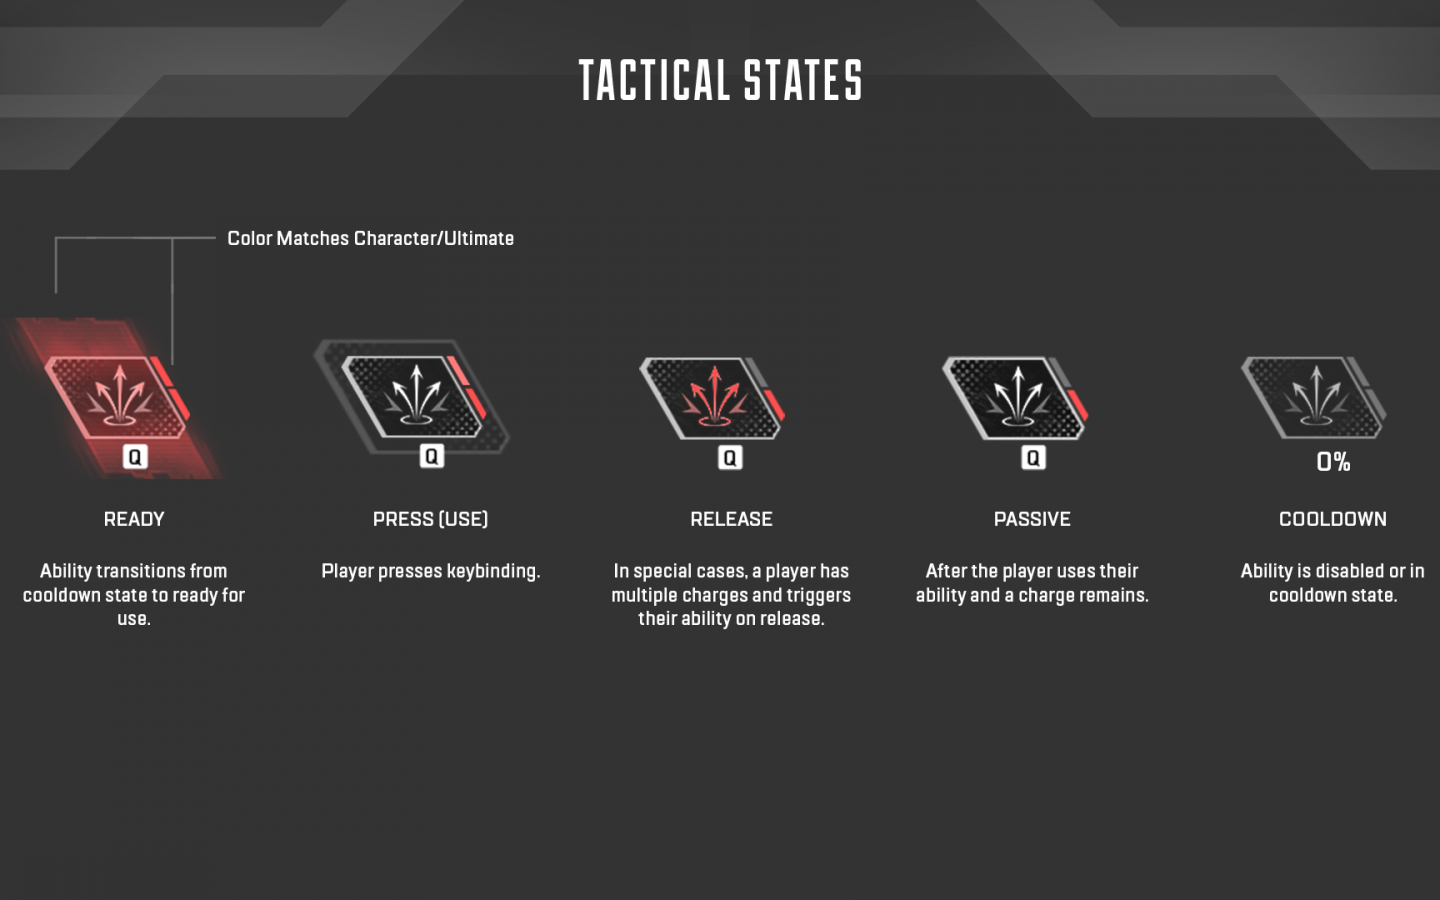 TACTICAL STATES
Color Matches Character/Ultimate
Q
Q
Q
Q
0%
READY
PRESS (USE)
RELEASE
PASSIVE
COOLDOWN
Ability transitions from
cooldown state to ready for
use.
Player presses keybinding.
In special cases, a player has
multiple charges and triggers
their ability on release.
After the player uses their
ability and a charge remains.
Ability is disabled or in
cooldown state.